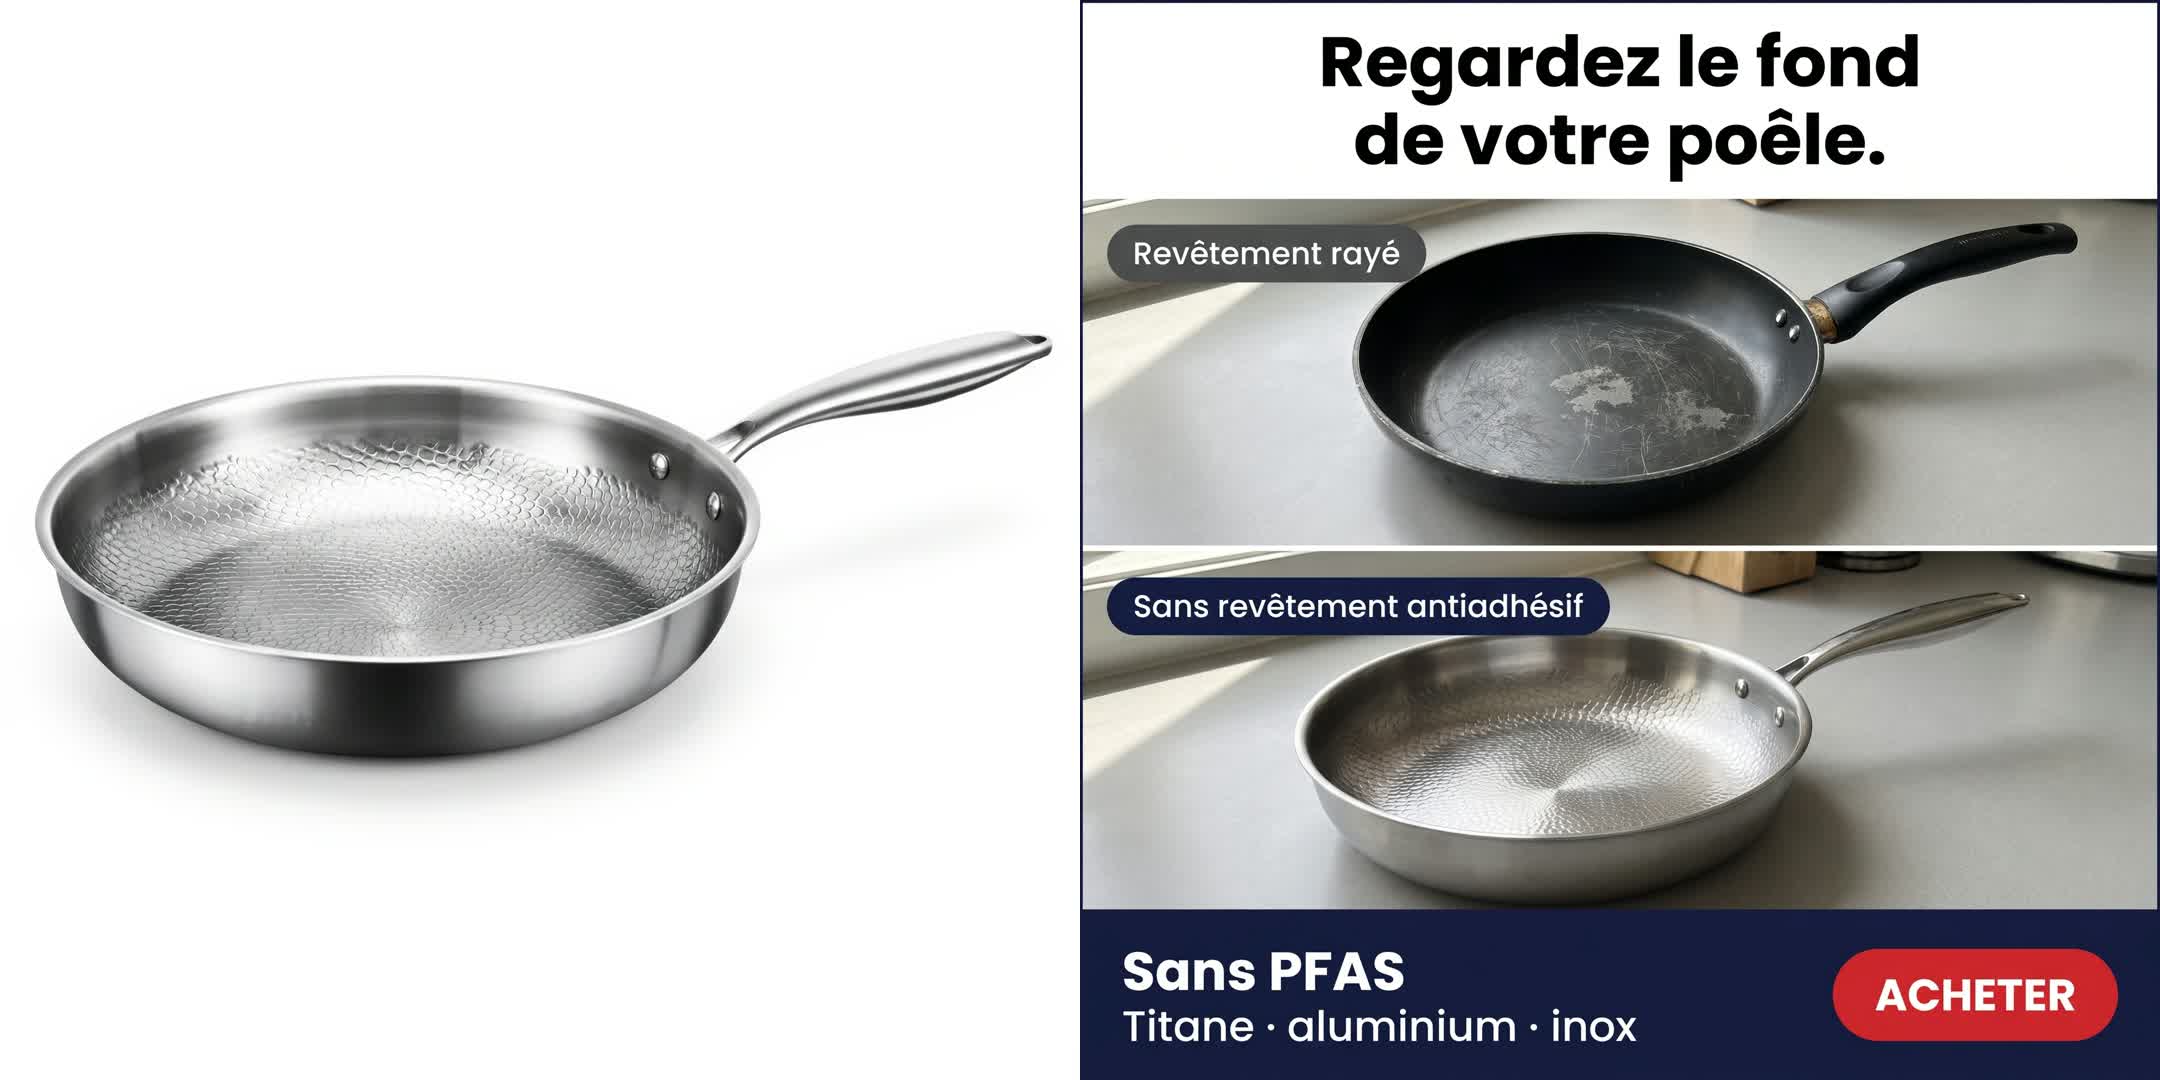 Regardez le fond
de votre poêle.
Revêtement rayé
Sans revêtement antiadhésif
Sans PFAS
Titane · aluminium · inox
ACHETER